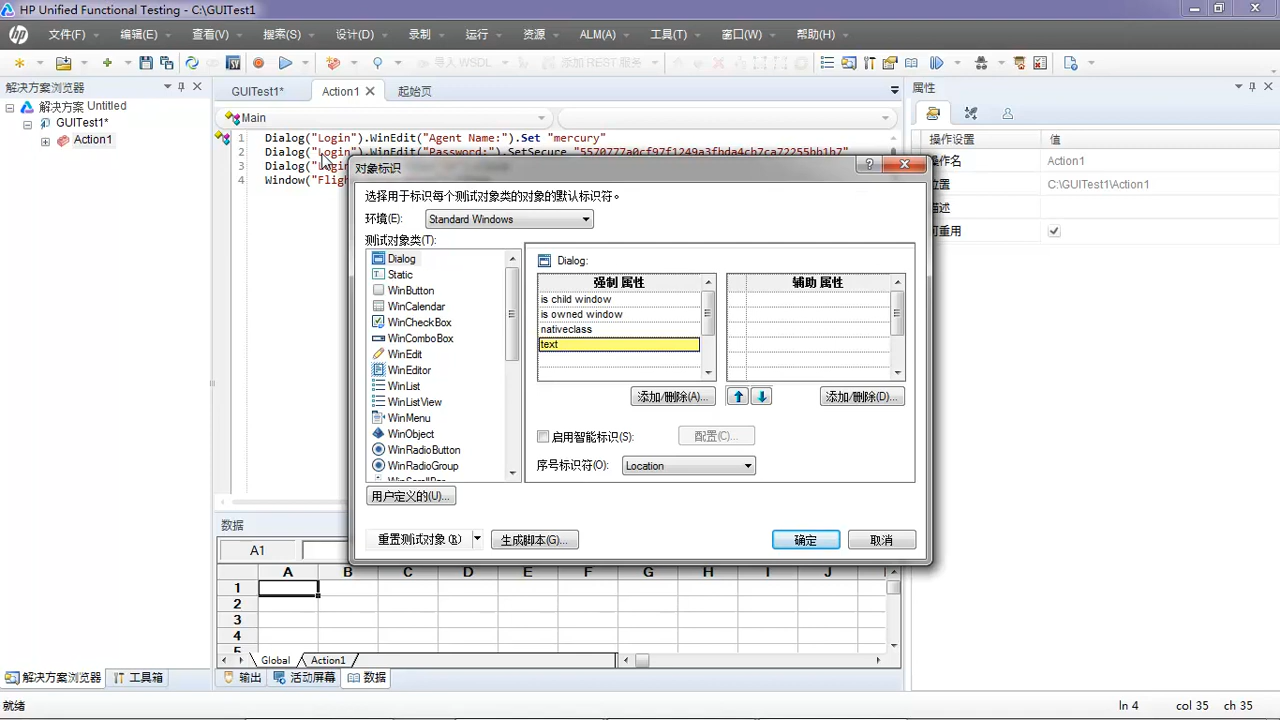 HP Unified Functional Testing - C:\GUITest1
文件(F)
编辑(E)
查看(V)
搜索(S)
设计(D)
录制
运行
资源
ALM(A)
工具(T)
窗口(W)
帮助(H)
导入 WSDL
添加 REST 服务
解决方案浏览器
解决方案 Untitled
GUITest1*
Action1
GUITest1*
Action1
起始页
Main
1 Dialog("Login").WinEdit("Agent Name:").Set "mercury"
2 Dialog("Login").WinEdit("Password:").SetSecure "5570777a0cf97f1249a3fbda4cb7ca72255bb1b7"
3 Dialog("Login
4 Window("Flig
属性
操作设置 值
操作名 Action1
位置 C:\GUITest1\Action1
描述
可重用
对象标识
选择用于标识每个测试对象类的对象的默认标识符。
环境(E): Standard Windows
测试对象类(T):
Dialog
Static
WinButton
WinCalendar
WinCheckBox
WinComboBox
WinEdit
WinEditor
WinList
WinListView
WinMenu
WinObject
WinRadioButton
WinRadioGroup
WinScrollBar
用户定义的(U)...
Dialog:
强制 属性
is child window
is owned window
nativeclass
text
辅助 属性
添加/删除(A)...
添加/删除(D)...
启用智能标识(S):
配置(C)...
序号标识符(O): Location
重置测试对象(R)
生成脚本(G)...
确定
取消
数据
A1
A B C D E F G H I J
1
2
3
4
5
Global
Action1
解决方案浏览器
工具箱
输出
活动屏幕
数据
就绪
ln 4
col 35
ch 35